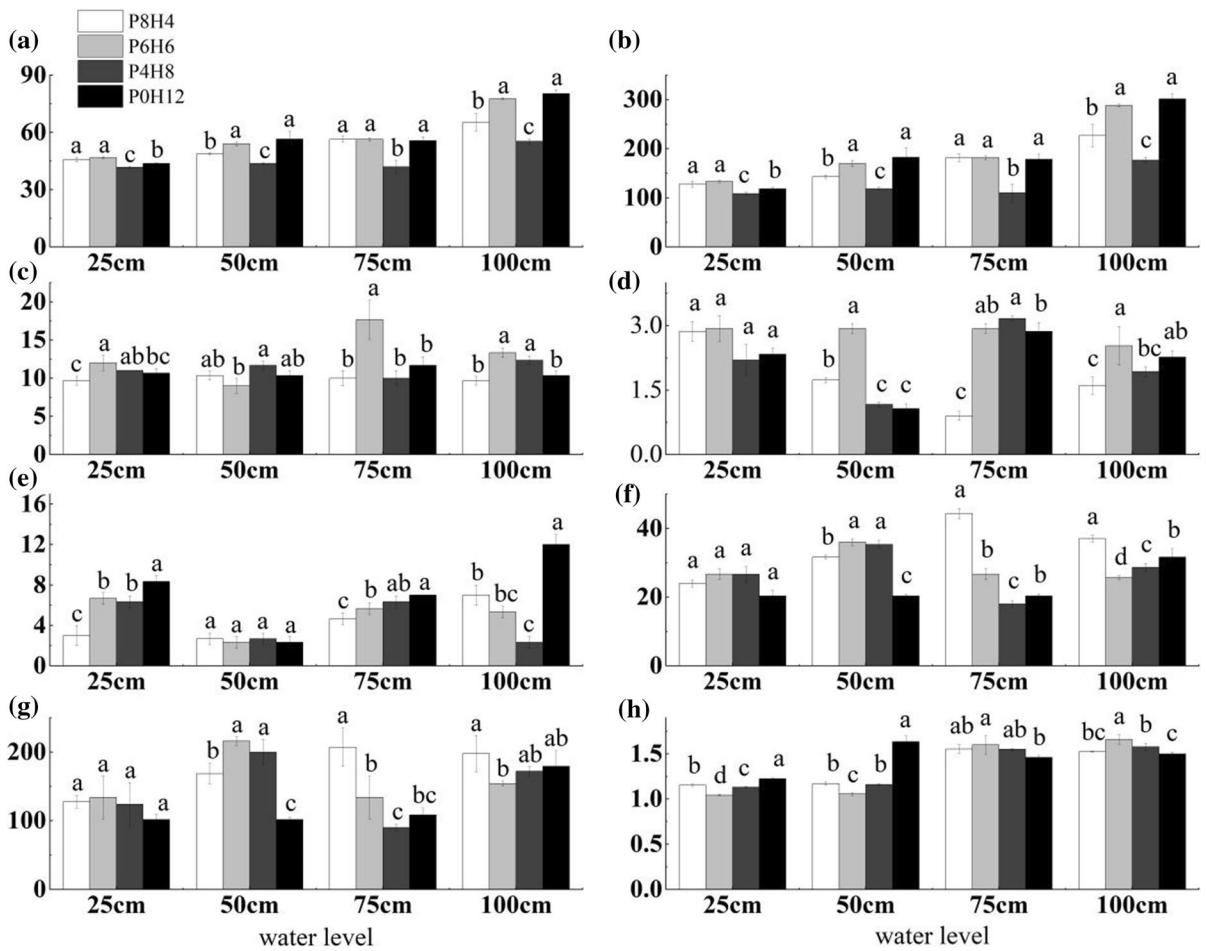 (a)
P8H4
P6H6
P4H8
P0H12
90
60
30
0
a a c b
b a c a
a a b a
b a c a
25cm 50cm 75cm 100cm
(b)
300
200
100
0
a a c b
b a c a
a a b a
b a c a
25cm 50cm 75cm 100cm
(c)
20
15
10
5
0
c a ab bc
ab b a ab
b a b b
b a a b
25cm 50cm 75cm 100cm
(d)
3.0
1.5
0.0
a a a a
b a c c
c ab a b
c a bc ab
25cm 50cm 75cm 100cm
(e)
16
12
8
4
0
c b b a
a a a a
c b ab a
b bc c a
25cm 50cm 75cm 100cm
(f)
40
20
0
a a a a
b a a c
a b c b
a d c b
25cm 50cm 75cm 100cm
(g)
200
100
0
a a a a
b a a c
a b c bc
a b ab ab
25cm 50cm 75cm 100cm
water level
(h)
1.5
1.0
0.5
0.0
b d c a
b c b a
ab a ab b
bc a b c
25cm 50cm 75cm 100cm
water level